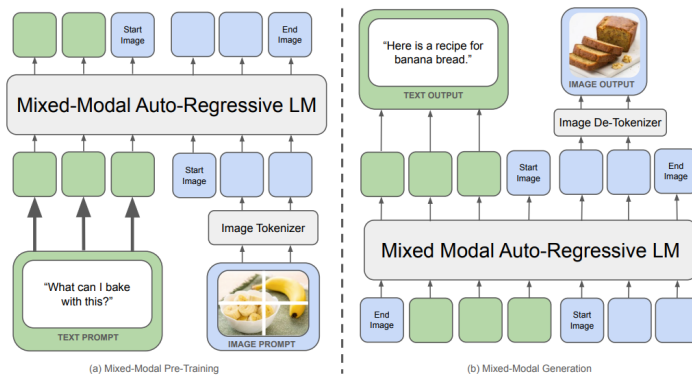 Start
Image
End
Image
Mixed-Modal Auto-Regressive LM
Start
Image
Image Tokenizer
“What can I bake
with this?”
TEXT PROMPT
IMAGE PROMPT
(a) Mixed-Modal Pre-Training
“Here is a recipe for
banana bread.”
TEXT OUTPUT
IMAGE OUTPUT
Image De-Tokenizer
Start
Image
End
Image
Mixed Modal Auto-Regressive LM
End
Image
Start
Image
(b) Mixed-Modal Generation